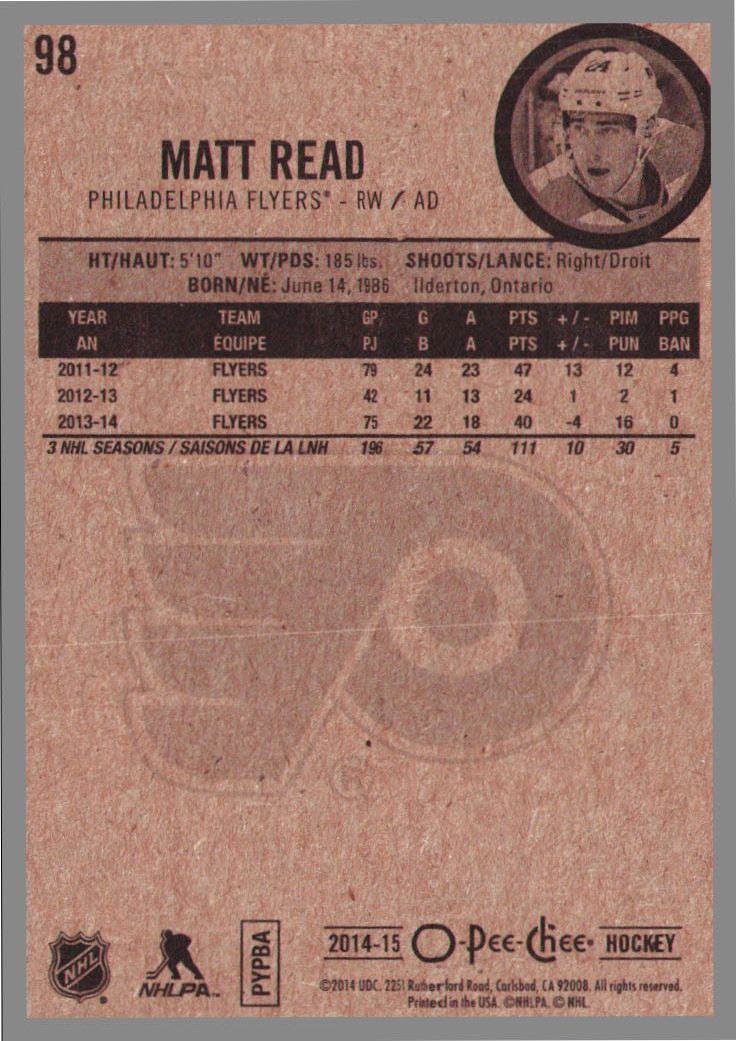 98
MATT READ
PHILADELPHIA FLYERS® - RW / AD
HT/HAUT: 5'10" WT/PDS: 185 lbs. SHOOTS/LANCE: Right/Droit
BORN/NÉ: June 14, 1986 Ilderton, Ontario
YEAR TEAM GP G A PTS +/- PIM PPG
AN ÉQUIPE PJ B A PTS +/- PUN BAN
2011-12 FLYERS 79 24 23 47 13 12 4
2012-13 FLYERS 42 11 13 24 1 2 1
2013-14 FLYERS 75 22 18 40 -4 16 0
3 NHL SEASONS / SAISONS DE LA LNH 196 57 54 111 10 30 5
®
NHL ®
NHLPA™
PYPBA
2014-15 O-Pee-Chee® HOCKEY
©2014 UDC. 2251 Rutherford Road, Carlsbad, CA 92008. All rights reserved.
Printed in the USA. ©NHLPA. © NHL.